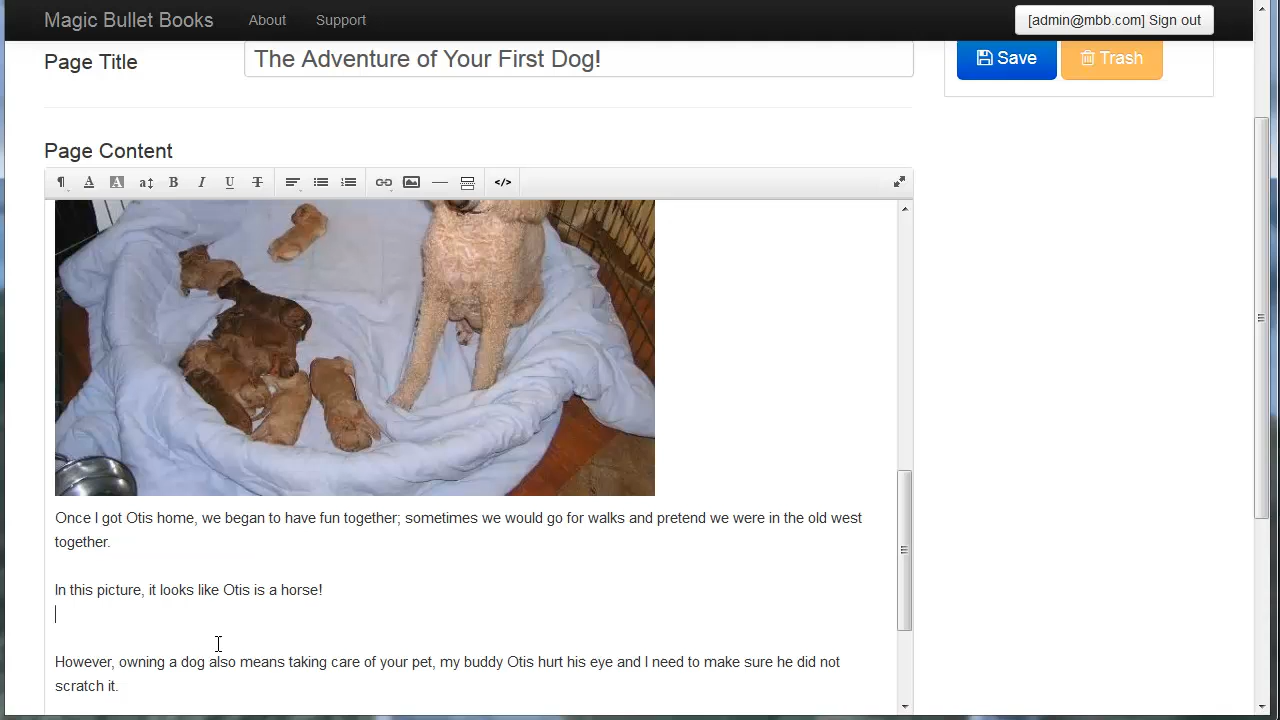 Magic Bullet Books About Support [admin@mbb.com] Sign out
Page Title The Adventure of Your First Dog! Save Trash
Page Content
Once I got Otis home, we began to have fun together; sometimes we would go for walks and pretend we were in the old west
together.
In this picture, it looks like Otis is a horse!
However, owning a dog also means taking care of your pet, my buddy Otis hurt his eye and I need to make sure he did not
scratch it.